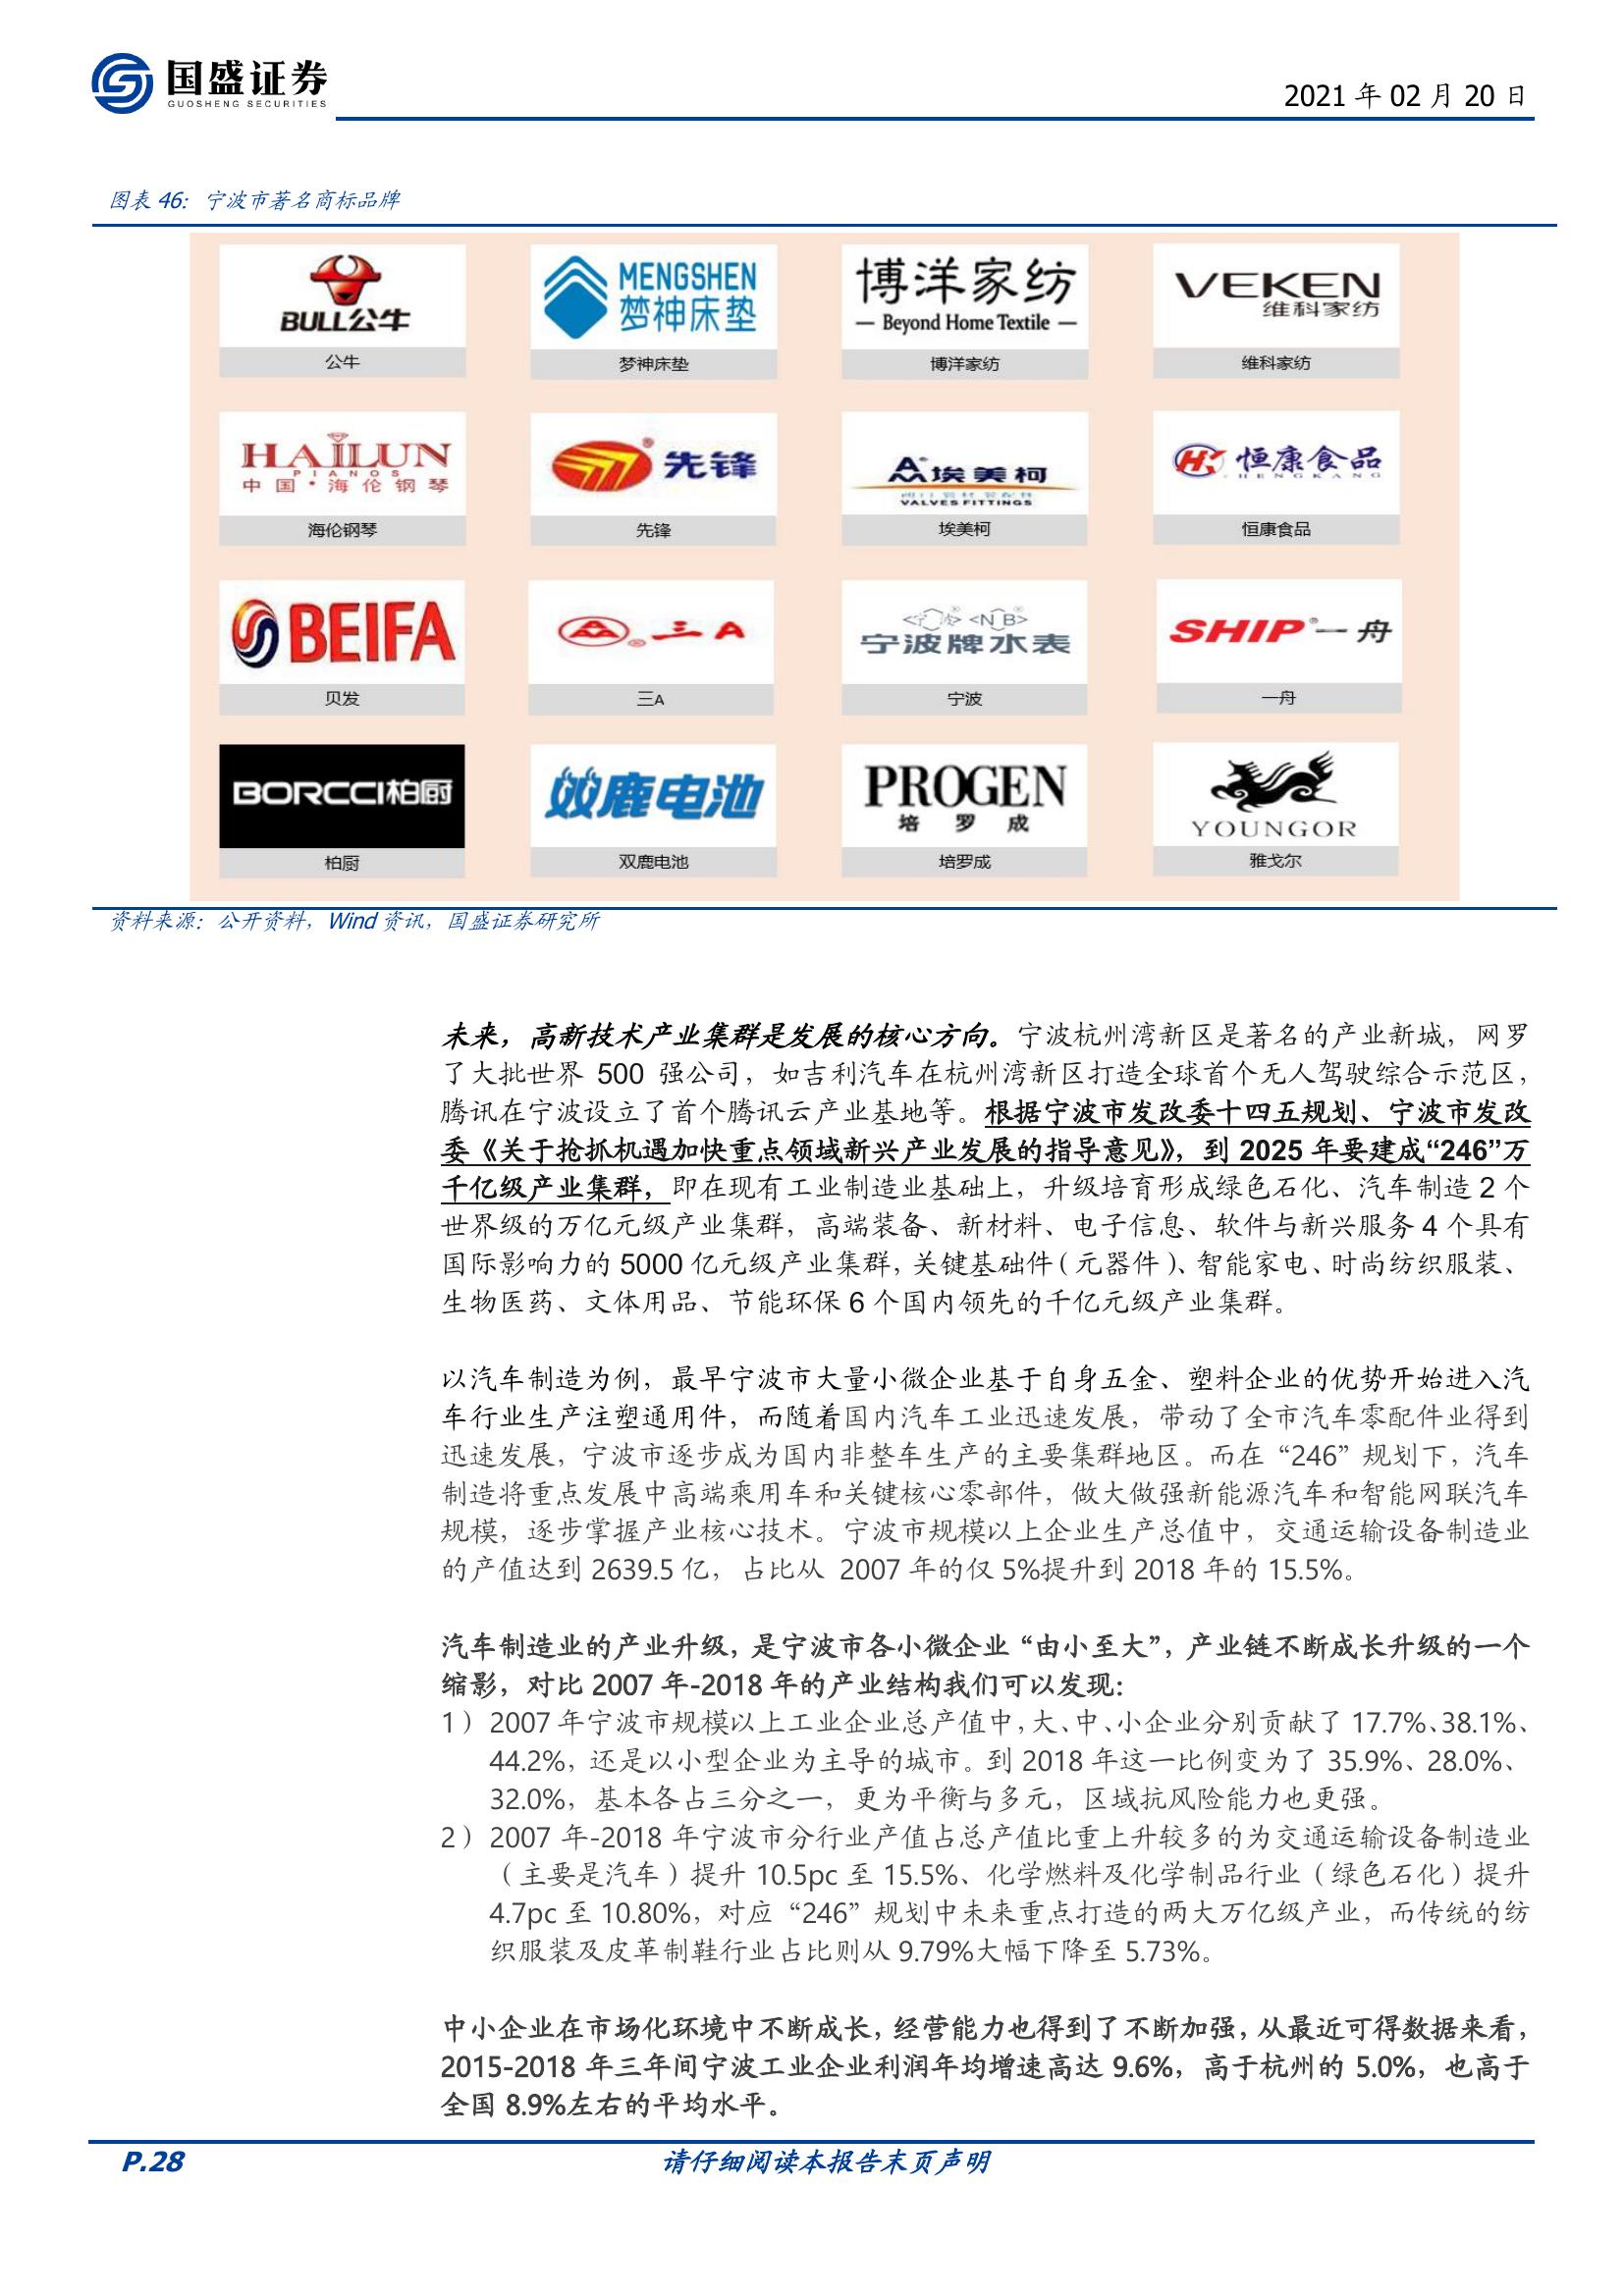 国盛证券
GUOSHENG SECURITIES
2021 年 02 月 20 日
图表 46：宁波市著名商标品牌
BULL公牛
公牛
MENGSHEN
梦神床垫
梦神床垫
博洋家纺
— Beyond Home Textile —
博洋家纺
VEKEN
维科家纺
维科家纺
HAILUN
PIANOS
中国·海伦钢琴
海伦钢琴
先锋
先锋
埃美柯
VALVES FITTINGS
埃美柯
恒康食品
HENGKANG
恒康食品
BEIFA
贝发
三A
三A
<宁波> <NB>
宁波牌水表
宁波
SHIP®一舟
一舟
BORCCI柏厨
柏厨
双鹿电池
双鹿电池
PROGEN
培罗成
培罗成
YOUNGOR
雅戈尔
资料来源：公开资料，Wind 资讯，国盛证券研究所
未来，高新技术产业集群是发展的核心方向。宁波杭州湾新区是著名的产业新城，网罗
了大批世界 500 强公司，如吉利汽车在杭州湾新区打造全球首个无人驾驶综合示范区，
腾讯在宁波设立了首个腾讯云产业基地等。根据宁波市发改委十四五规划、宁波市发改
委《关于抢抓机遇加快重点领域新兴产业发展的指导意见》，到 2025 年要建成“246”万
千亿级产业集群，即在现有工业制造业基础上，升级培育形成绿色石化、汽车制造 2 个
世界级的万亿元级产业集群，高端装备、新材料、电子信息、软件与新兴服务 4 个具有
国际影响力的 5000 亿元级产业集群，关键基础件（元器件）、智能家电、时尚纺织服装、
生物医药、文体用品、节能环保 6 个国内领先的千亿元级产业集群。
以汽车制造为例，最早宁波市大量小微企业基于自身五金、塑料企业的优势开始进入汽
车行业生产注塑通用件，而随着国内汽车工业迅速发展，带动了全市汽车零配件业得到
迅速发展，宁波市逐步成为国内非整车生产的主要集群地区。而在“246”规划下，汽车
制造将重点发展中高端乘用车和关键核心零部件，做大做强新能源汽车和智能网联汽车
规模，逐步掌握产业核心技术。宁波市规模以上企业生产总值中，交通运输设备制造业
的产值达到 2639.5 亿，占比从 2007 年的仅 5%提升到 2018 年的 15.5%。
汽车制造业的产业升级，是宁波市各小微企业“由小至大”，产业链不断成长升级的一个
缩影，对比 2007 年-2018 年的产业结构我们可以发现：
1） 2007 年宁波市规模以上工业企业总产值中，大、中、小企业分别贡献了 17.7%、38.1%、
44.2%，还是以小型企业为主导的城市。到 2018 年这一比例变为了 35.9%、28.0%、
32.0%，基本各占三分之一，更为平衡与多元，区域抗风险能力也更强。
2） 2007 年-2018 年宁波市分行业产值占总产值比重上升较多的为交通运输设备制造业
（主要是汽车）提升 10.5pc 至 15.5%、化学燃料及化学制品行业（绿色石化）提升
4.7pc 至 10.80%，对应“246”规划中未来重点打造的两大万亿级产业，而传统的纺
织服装及皮革制鞋行业占比则从 9.79%大幅下降至 5.73%。
中小企业在市场化环境中不断成长，经营能力也得到了不断加强，从最近可得数据来看，
2015-2018 年三年间宁波工业企业利润年均增速高达 9.6%，高于杭州的 5.0%，也高于
全国 8.9%左右的平均水平。
P.28
请仔细阅读本报告末页声明